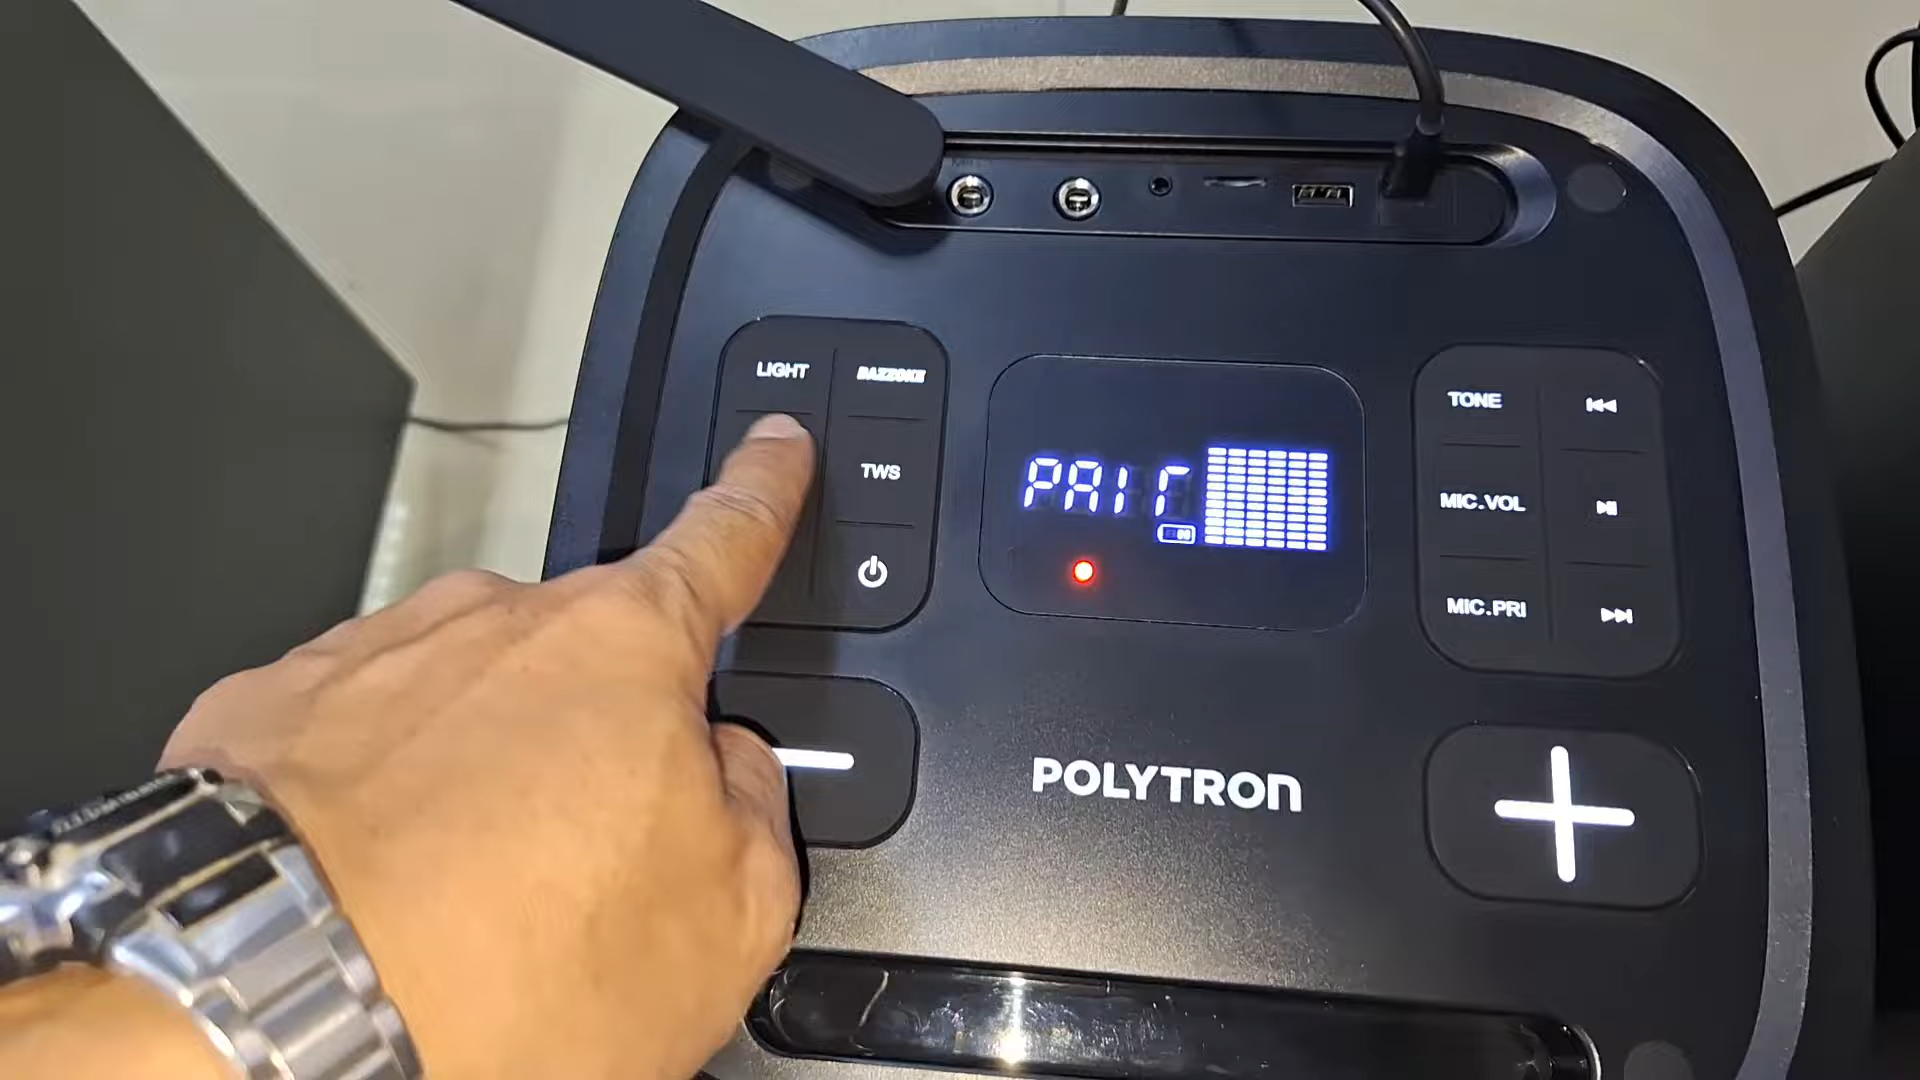 LIGHT
BAZZOKE
TWS
PAIr
TONE
MIC.VOL
MIC.PRI
POLYTRON